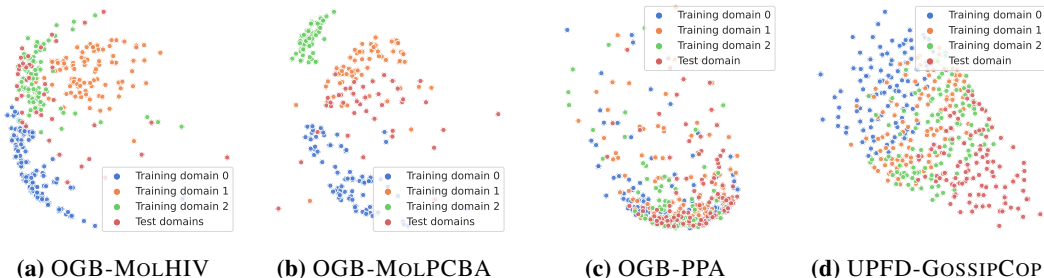 Training domain 0
Training domain 1
Training domain 2
Test domains
(a) OGB-MOLHIV
Training domain 0
Training domain 1
Training domain 2
Test domains
(b) OGB-MOLPCBA
Training domain 0
Training domain 1
Training domain 2
Test domain
(c) OGB-PPA
Training domain 0
Training domain 1
Training domain 2
Test domain
(d) UPFD-GOSSIPCOP